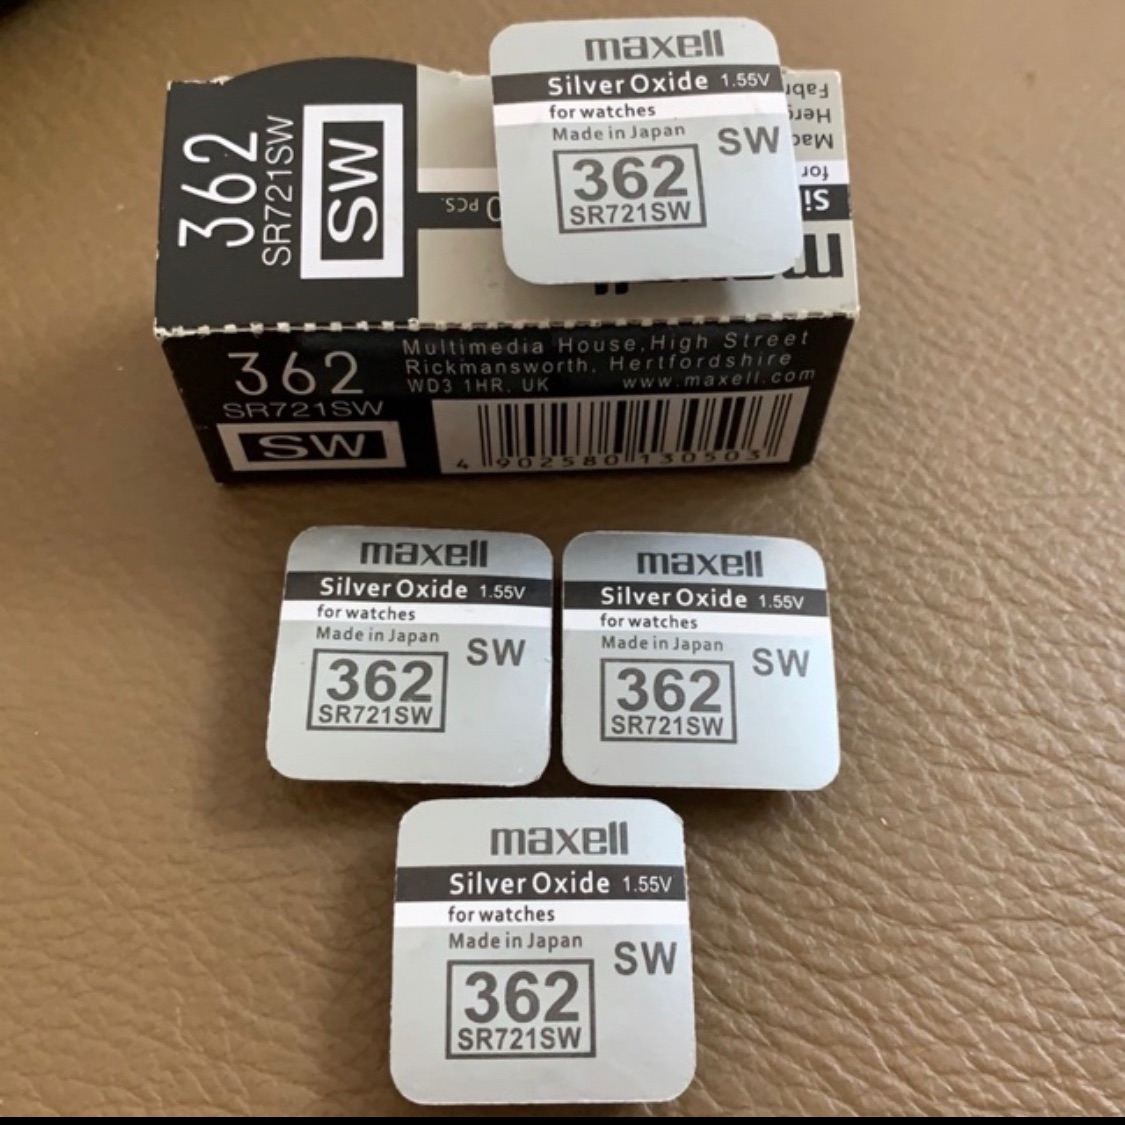 maxell
Silver Oxide 1.55V
for watches
Made in Japan
SW
362
SR721SW
362
SR721SW
SW
PCS.
for
362
SR721SW
SW
Multimedia House, High Street
Rickmansworth, Hertfordshire
WD3 1HR, UK www.maxell.com
4 902580 130503
maxell
Silver Oxide 1.55V
for watches
Made in Japan
SW
362
SR721SW
maxell
Silver Oxide 1.55V
for watches
Made in Japan
SW
362
SR721SW
maxell
Silver Oxide 1.55V
for watches
Made in Japan
SW
362
SR721SW